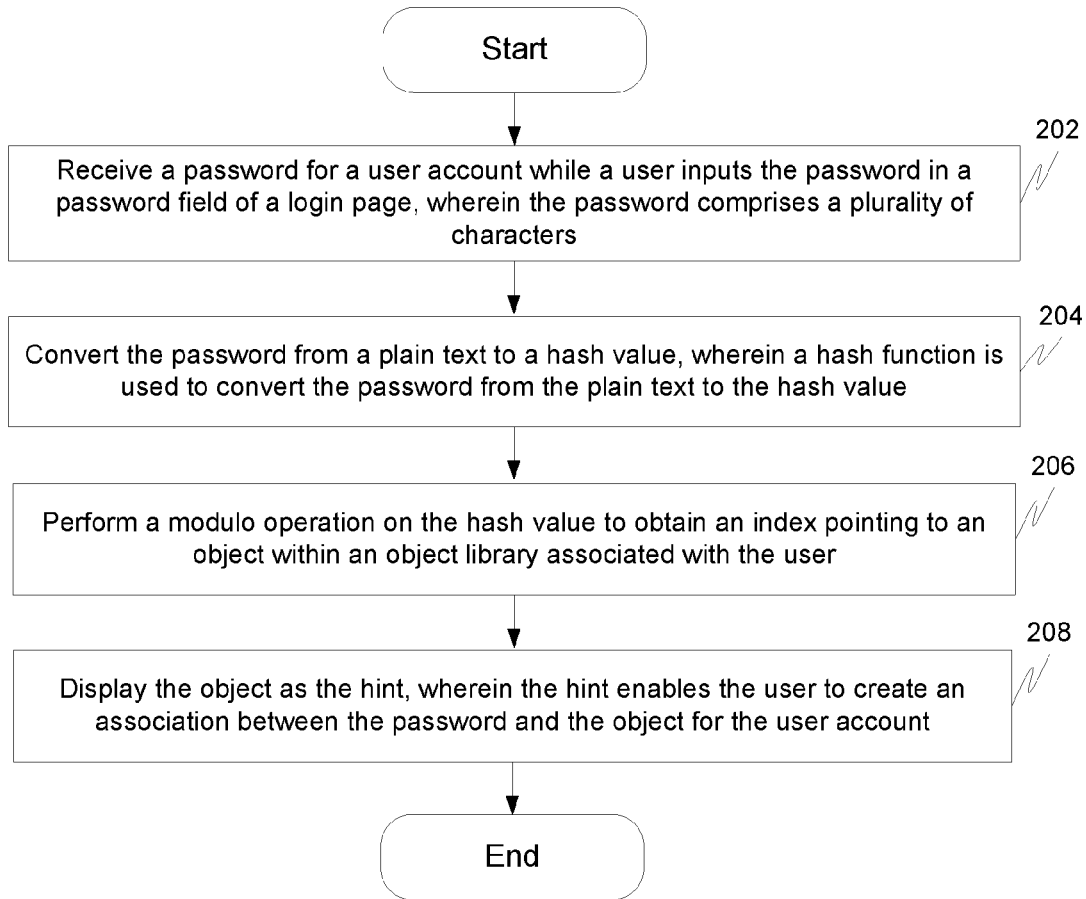 Start
202
Receive a password for a user account while a user inputs the password in a
password field of a login page, wherein the password comprises a plurality of
characters
204
Convert the password from a plain text to a hash value, wherein a hash function is
used to convert the password from the plain text to the hash value
206
Perform a modulo operation on the hash value to obtain an index pointing to an
object within an object library associated with the user
208
Display the object as the hint, wherein the hint enables the user to create an
association between the password and the object for the user account
End